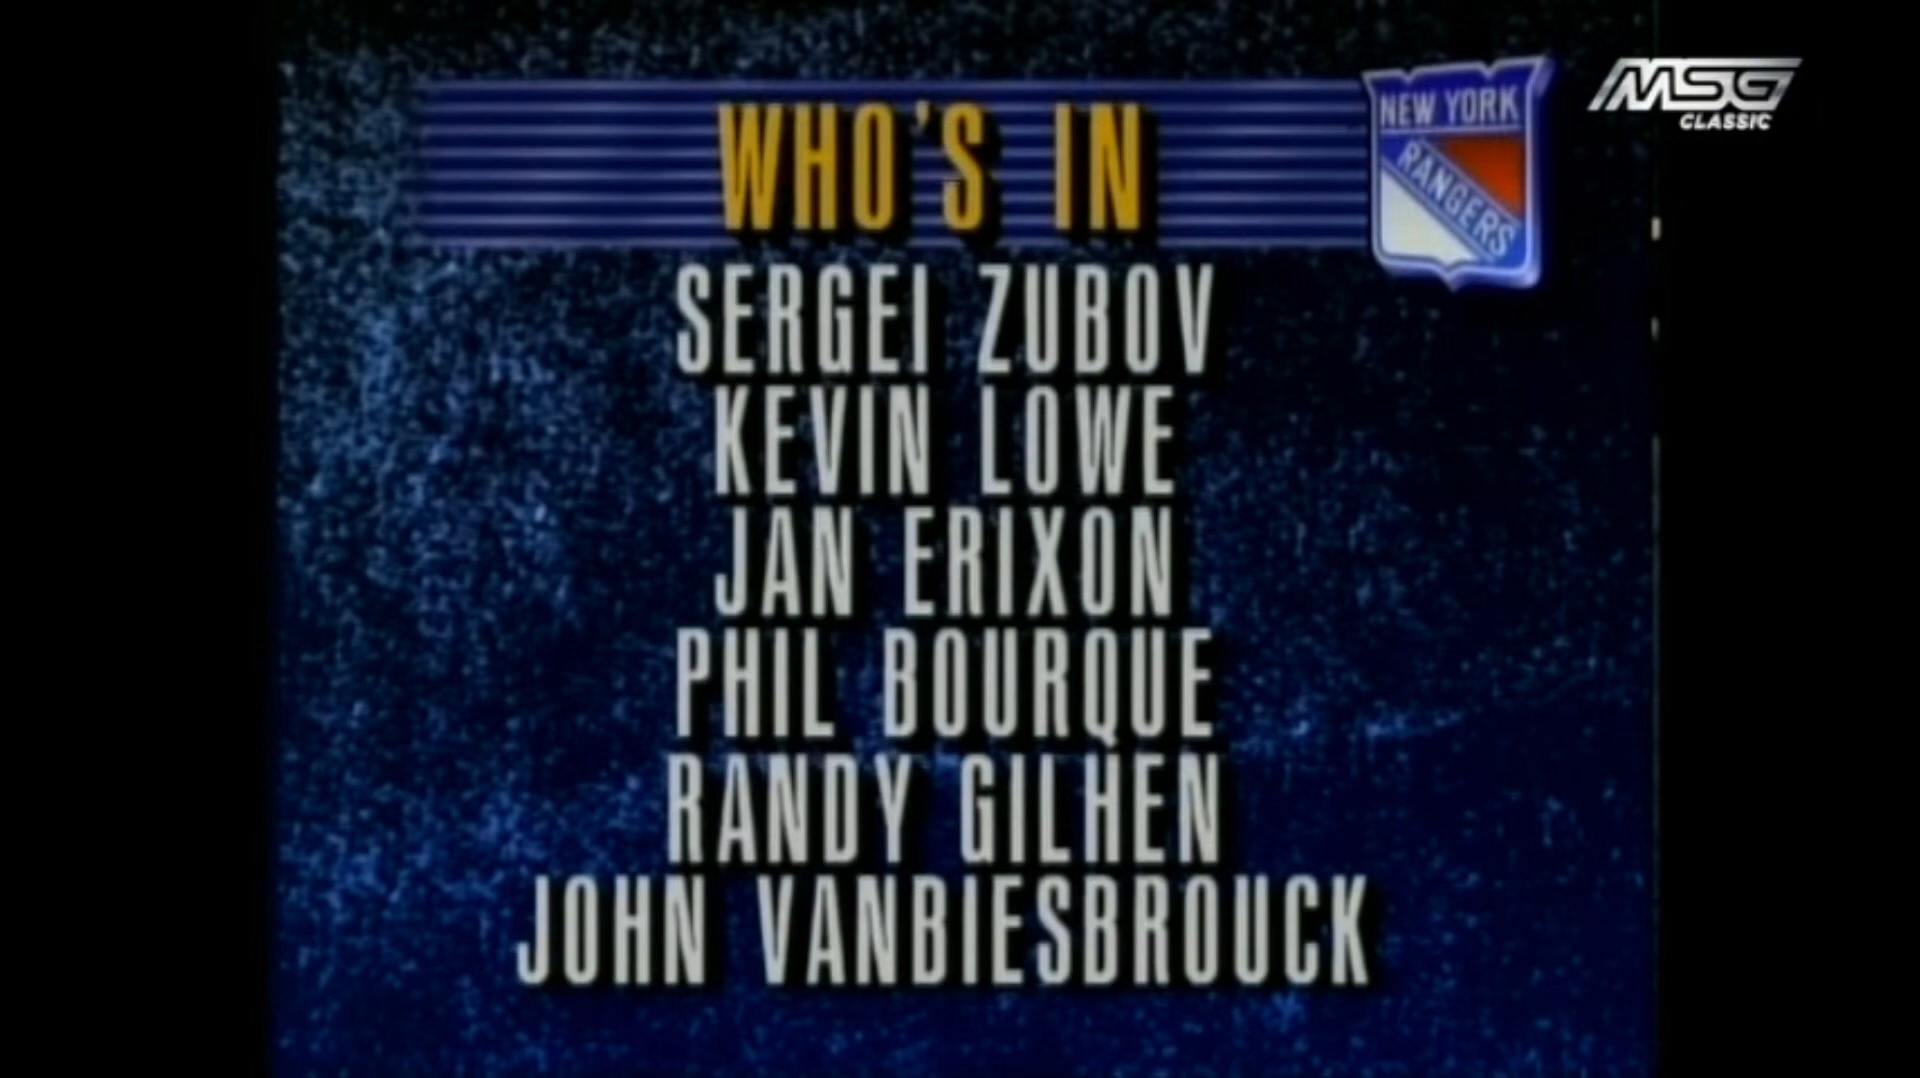 MSG
CLASSIC
NEW YORK
RANGERS
WHO'S IN
SERGEI ZUBOV
KEVIN LOWE
JAN ERIXON
PHIL BOURQUE
RANDY GILHEN
JOHN VANBIESBROUCK